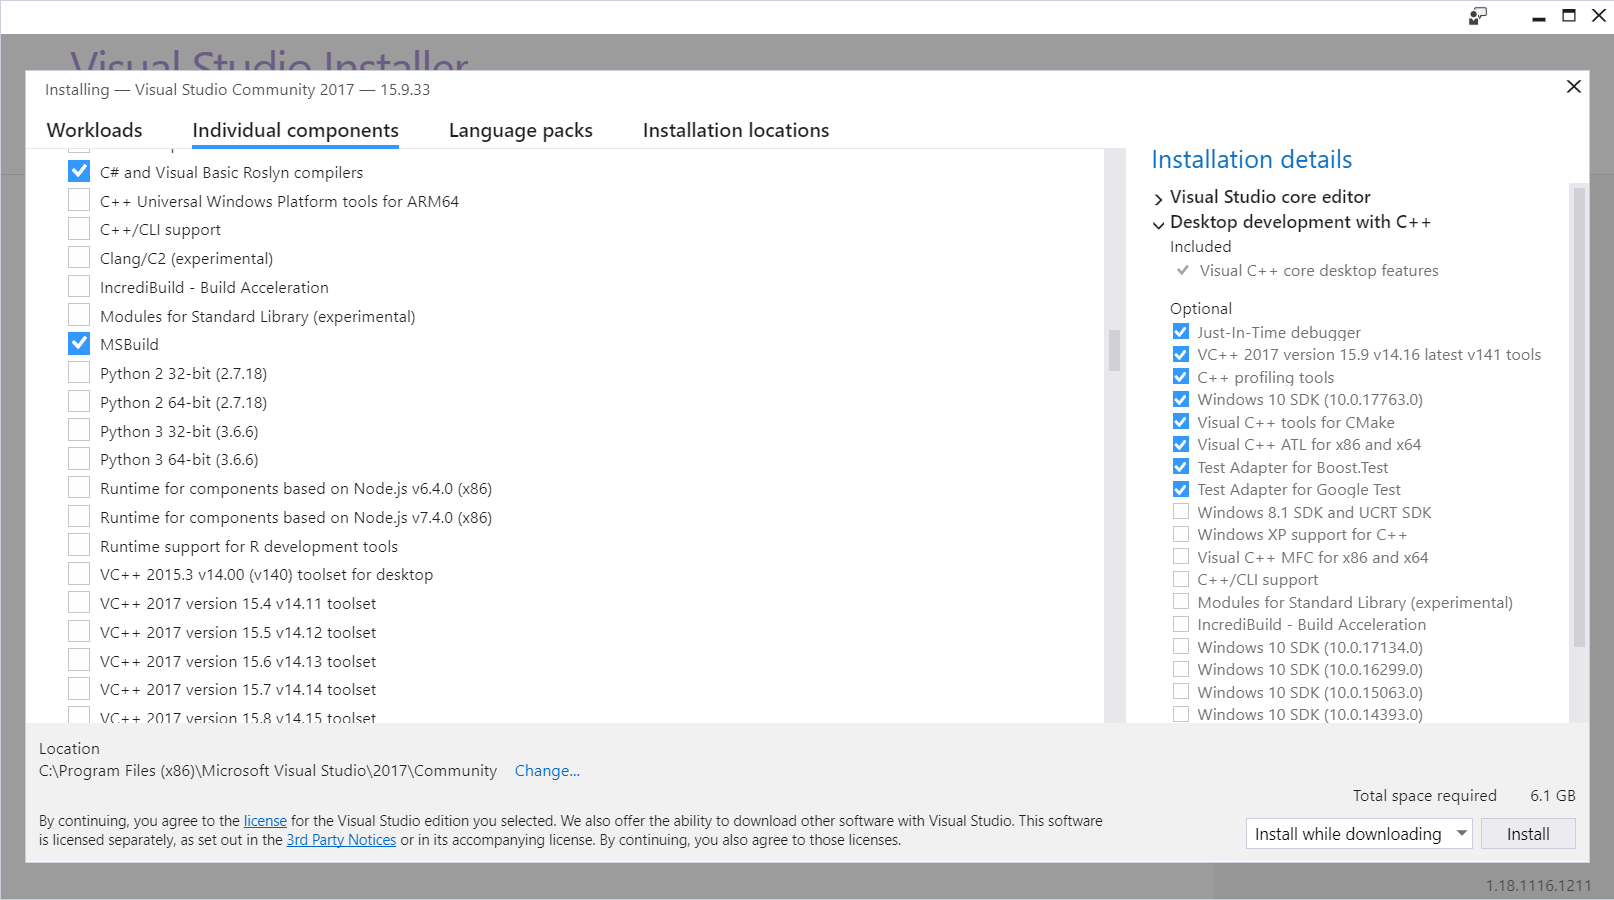 Visual Studio Installer
Installing — Visual Studio Community 2017 — 15.9.33
Workloads
Individual components
Language packs
Installation locations
C# and Visual Basic Roslyn compilers
C++ Universal Windows Platform tools for ARM64
C++/CLI support
Clang/C2 (experimental)
IncrediBuild - Build Acceleration
Modules for Standard Library (experimental)
MSBuild
Python 2 32-bit (2.7.18)
Python 2 64-bit (2.7.18)
Python 3 32-bit (3.6.6)
Python 3 64-bit (3.6.6)
Runtime for components based on Node.js v6.4.0 (x86)
Runtime for components based on Node.js v7.4.0 (x86)
Runtime support for R development tools
VC++ 2015.3 v14.00 (v140) toolset for desktop
VC++ 2017 version 15.4 v14.11 toolset
VC++ 2017 version 15.5 v14.12 toolset
VC++ 2017 version 15.6 v14.13 toolset
VC++ 2017 version 15.7 v14.14 toolset
VC++ 2017 version 15.8 v14.15 toolset
Installation details
Visual Studio core editor
Desktop development with C++
Included
Visual C++ core desktop features
Optional
Just-In-Time debugger
VC++ 2017 version 15.9 v14.16 latest v141 tools
C++ profiling tools
Windows 10 SDK (10.0.17763.0)
Visual C++ tools for CMake
Visual C++ ATL for x86 and x64
Test Adapter for Boost.Test
Test Adapter for Google Test
Windows 8.1 SDK and UCRT SDK
Windows XP support for C++
Visual C++ MFC for x86 and x64
C++/CLI support
Modules for Standard Library (experimental)
IncrediBuild - Build Acceleration
Windows 10 SDK (10.0.17134.0)
Windows 10 SDK (10.0.16299.0)
Windows 10 SDK (10.0.15063.0)
Windows 10 SDK (10.0.14393.0)
Location
C:\Program Files (x86)\Microsoft Visual Studio\2017\Community
Change...
Total space required 6.1 GB
By continuing, you agree to the license for the Visual Studio edition you selected. We also offer the ability to download other software with Visual Studio. This software
is licensed separately, as set out in the 3rd Party Notices or in its accompanying license. By continuing, you also agree to those licenses.
Install while downloading
Install
1.18.1116.1211